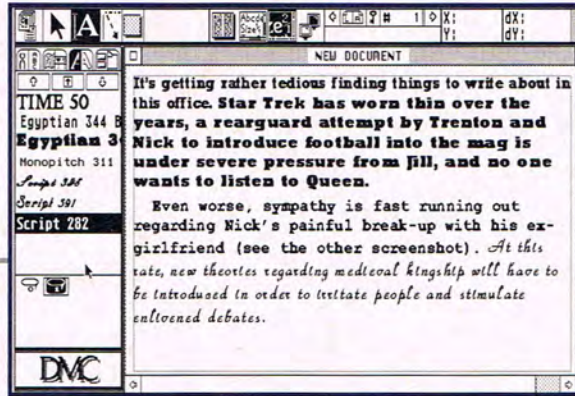 Abcde
Size%
# 1
X:
Y:
dX:
dY:
NEW DOCUMENT
TIME 50
Egyptian 344 B
Egyptian 3
Monopitch 311
Script 326
Script 391
Script 282
DMC
It's getting rather tedious finding things to write about in
this office. Star Trek has worn thin over the
years, a rearguard attempt by Trenton and
Nick to introduce football into the mag is
under severe pressure from Jill, and no one
wants to listen to Queen.
Even worse, sympathy is fast running out
regarding Nick's painful break-up with his ex-
girlfriend (see the other screenshot). At this
rate, new theories regarding medieval kingship will have to
be introduced in order to irritate people and stimulate
enlivened debates.